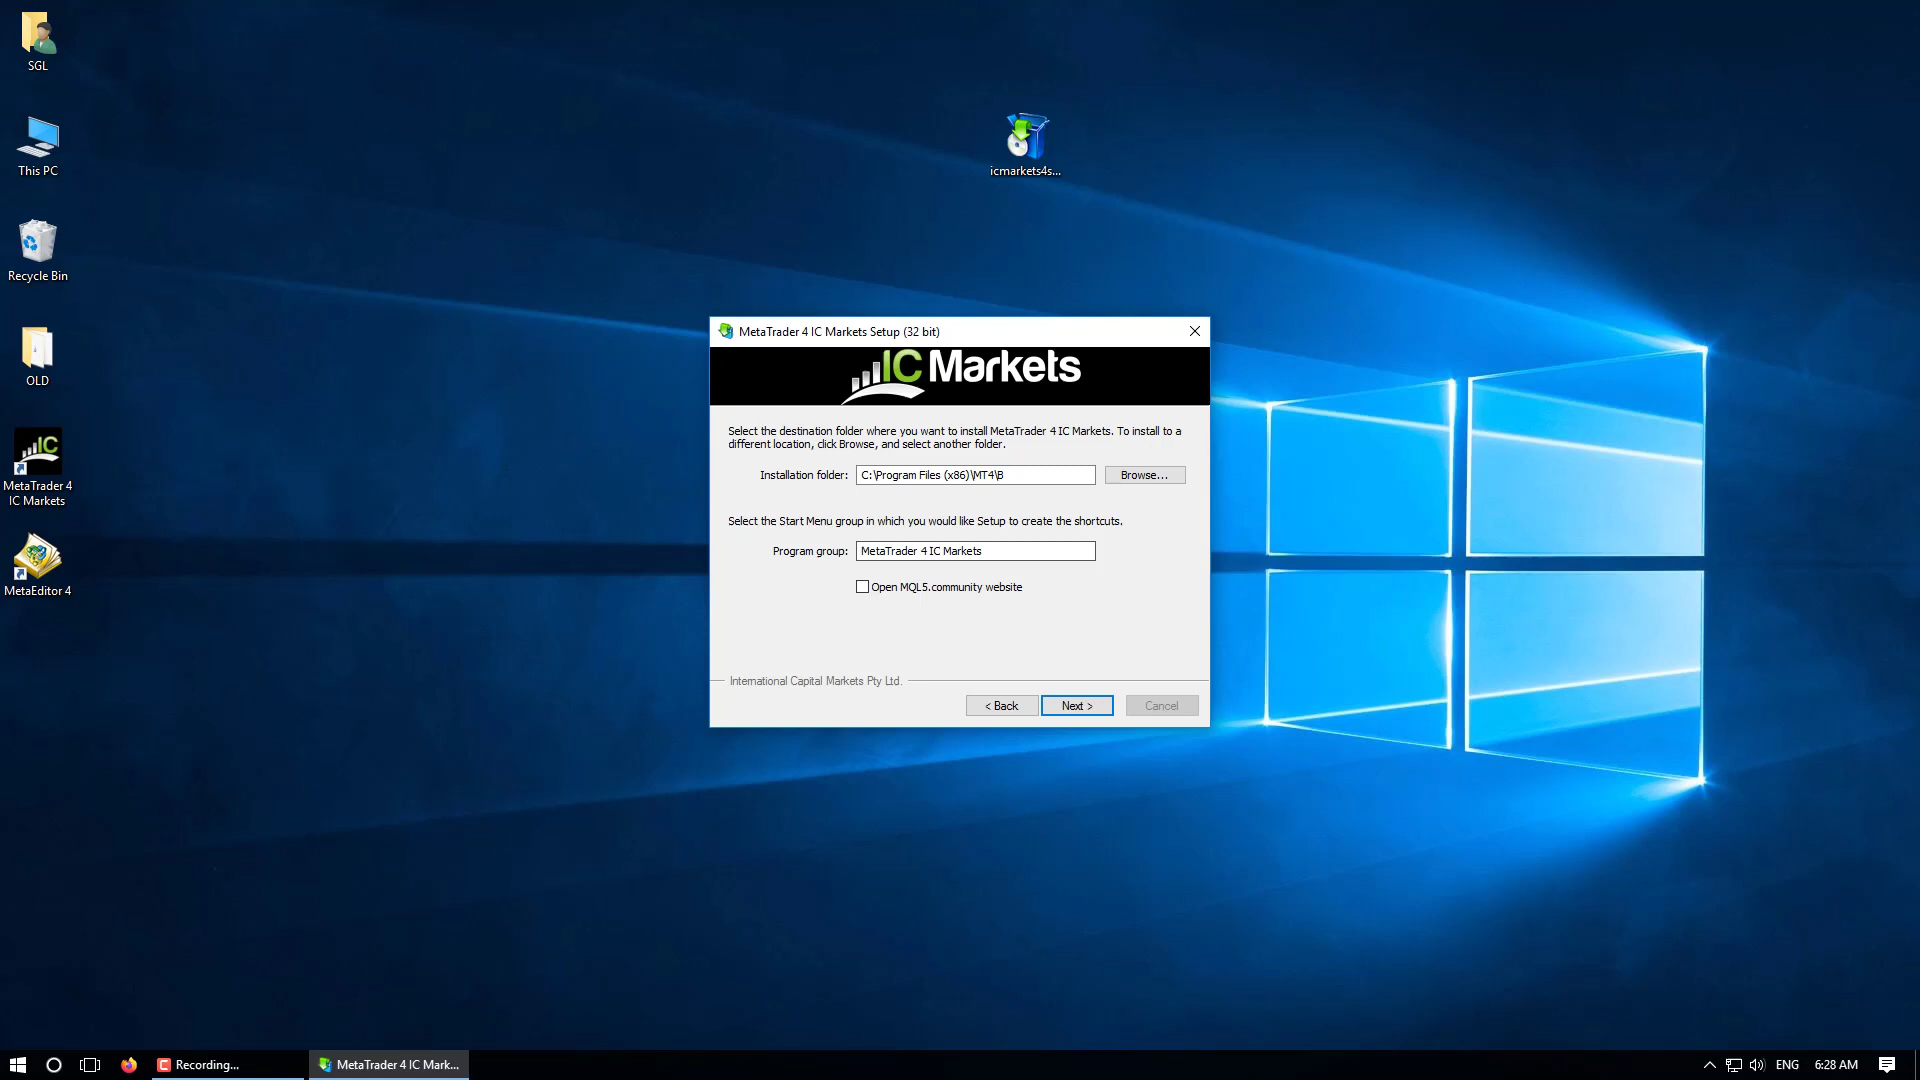 SGL
This PC
Recycle Bin
OLD
MetaTrader 4
IC Markets
MetaEditor 4
icmarkets4s...
MetaTrader 4 IC Markets Setup (32 bit)
IC Markets
Select the destination folder where you want to install MetaTrader 4 IC Markets. To install to a
different location, click Browse, and select another folder.
Installation folder: C:\Program Files (x86)\MT4\B Browse...
Select the Start Menu group in which you would like Setup to create the shortcuts.
Program group: MetaTrader 4 IC Markets
Open MQL5.community website
International Capital Markets Pty Ltd.
< Back Next > Cancel
Recording... MetaTrader 4 IC Mark... ENG 6:28 AM